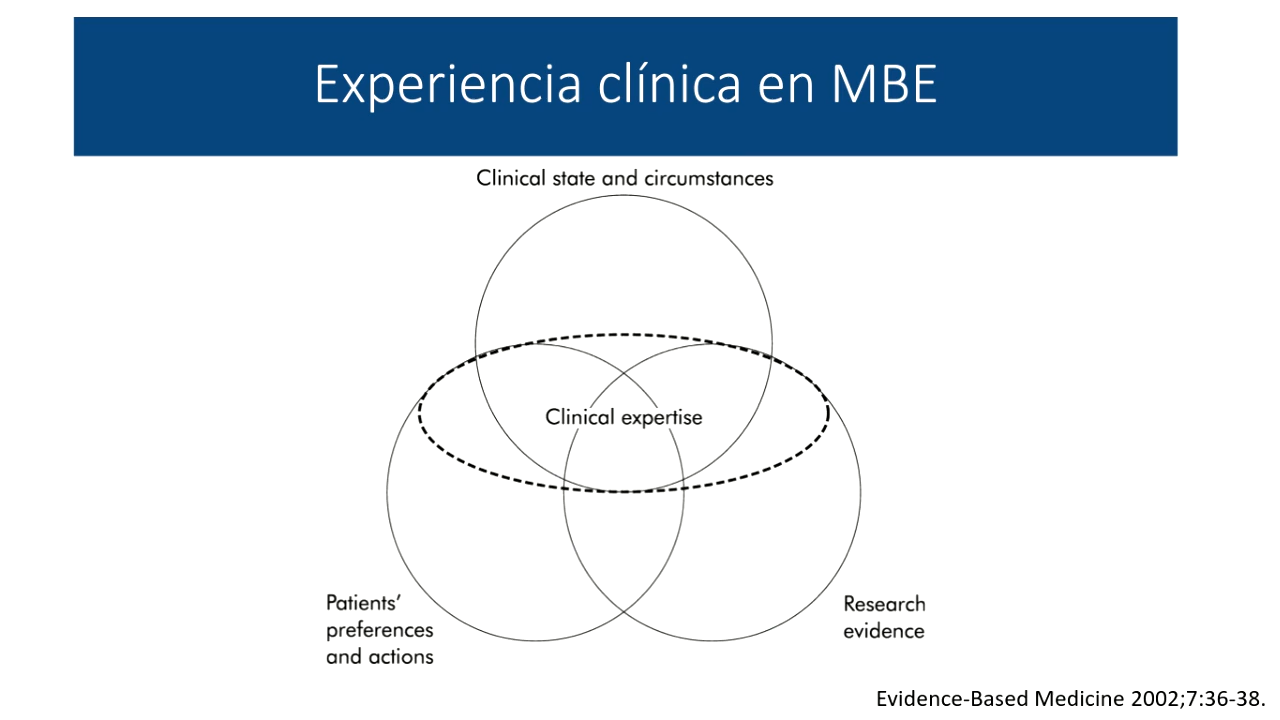 Experiencia clínica en MBE
Clinical state and circumstances
Clinical expertise
Patients’
preferences
and actions
Research
evidence
Evidence-Based Medicine 2002;7:36-38.